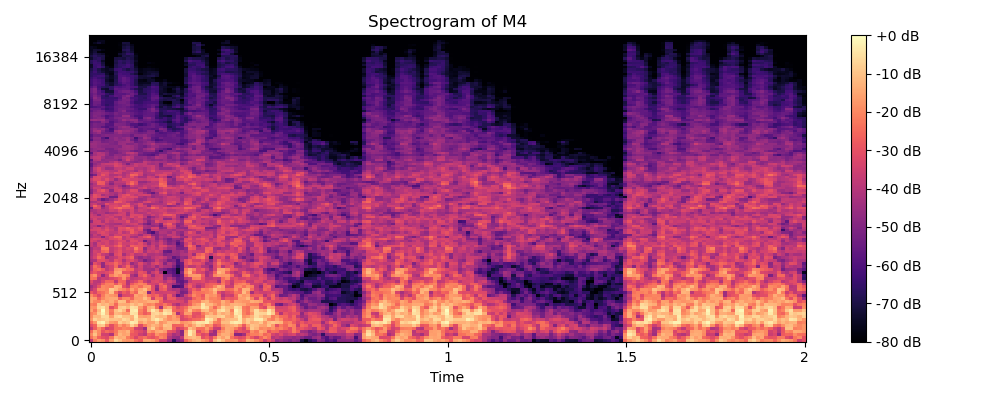 Spectrogram of M4
16384
8192
4096
2048
1024
512
0
Hz
0
0.5
1
1.5
2
Time
+0 dB
-10 dB
-20 dB
-30 dB
-40 dB
-50 dB
-60 dB
-70 dB
-80 dB